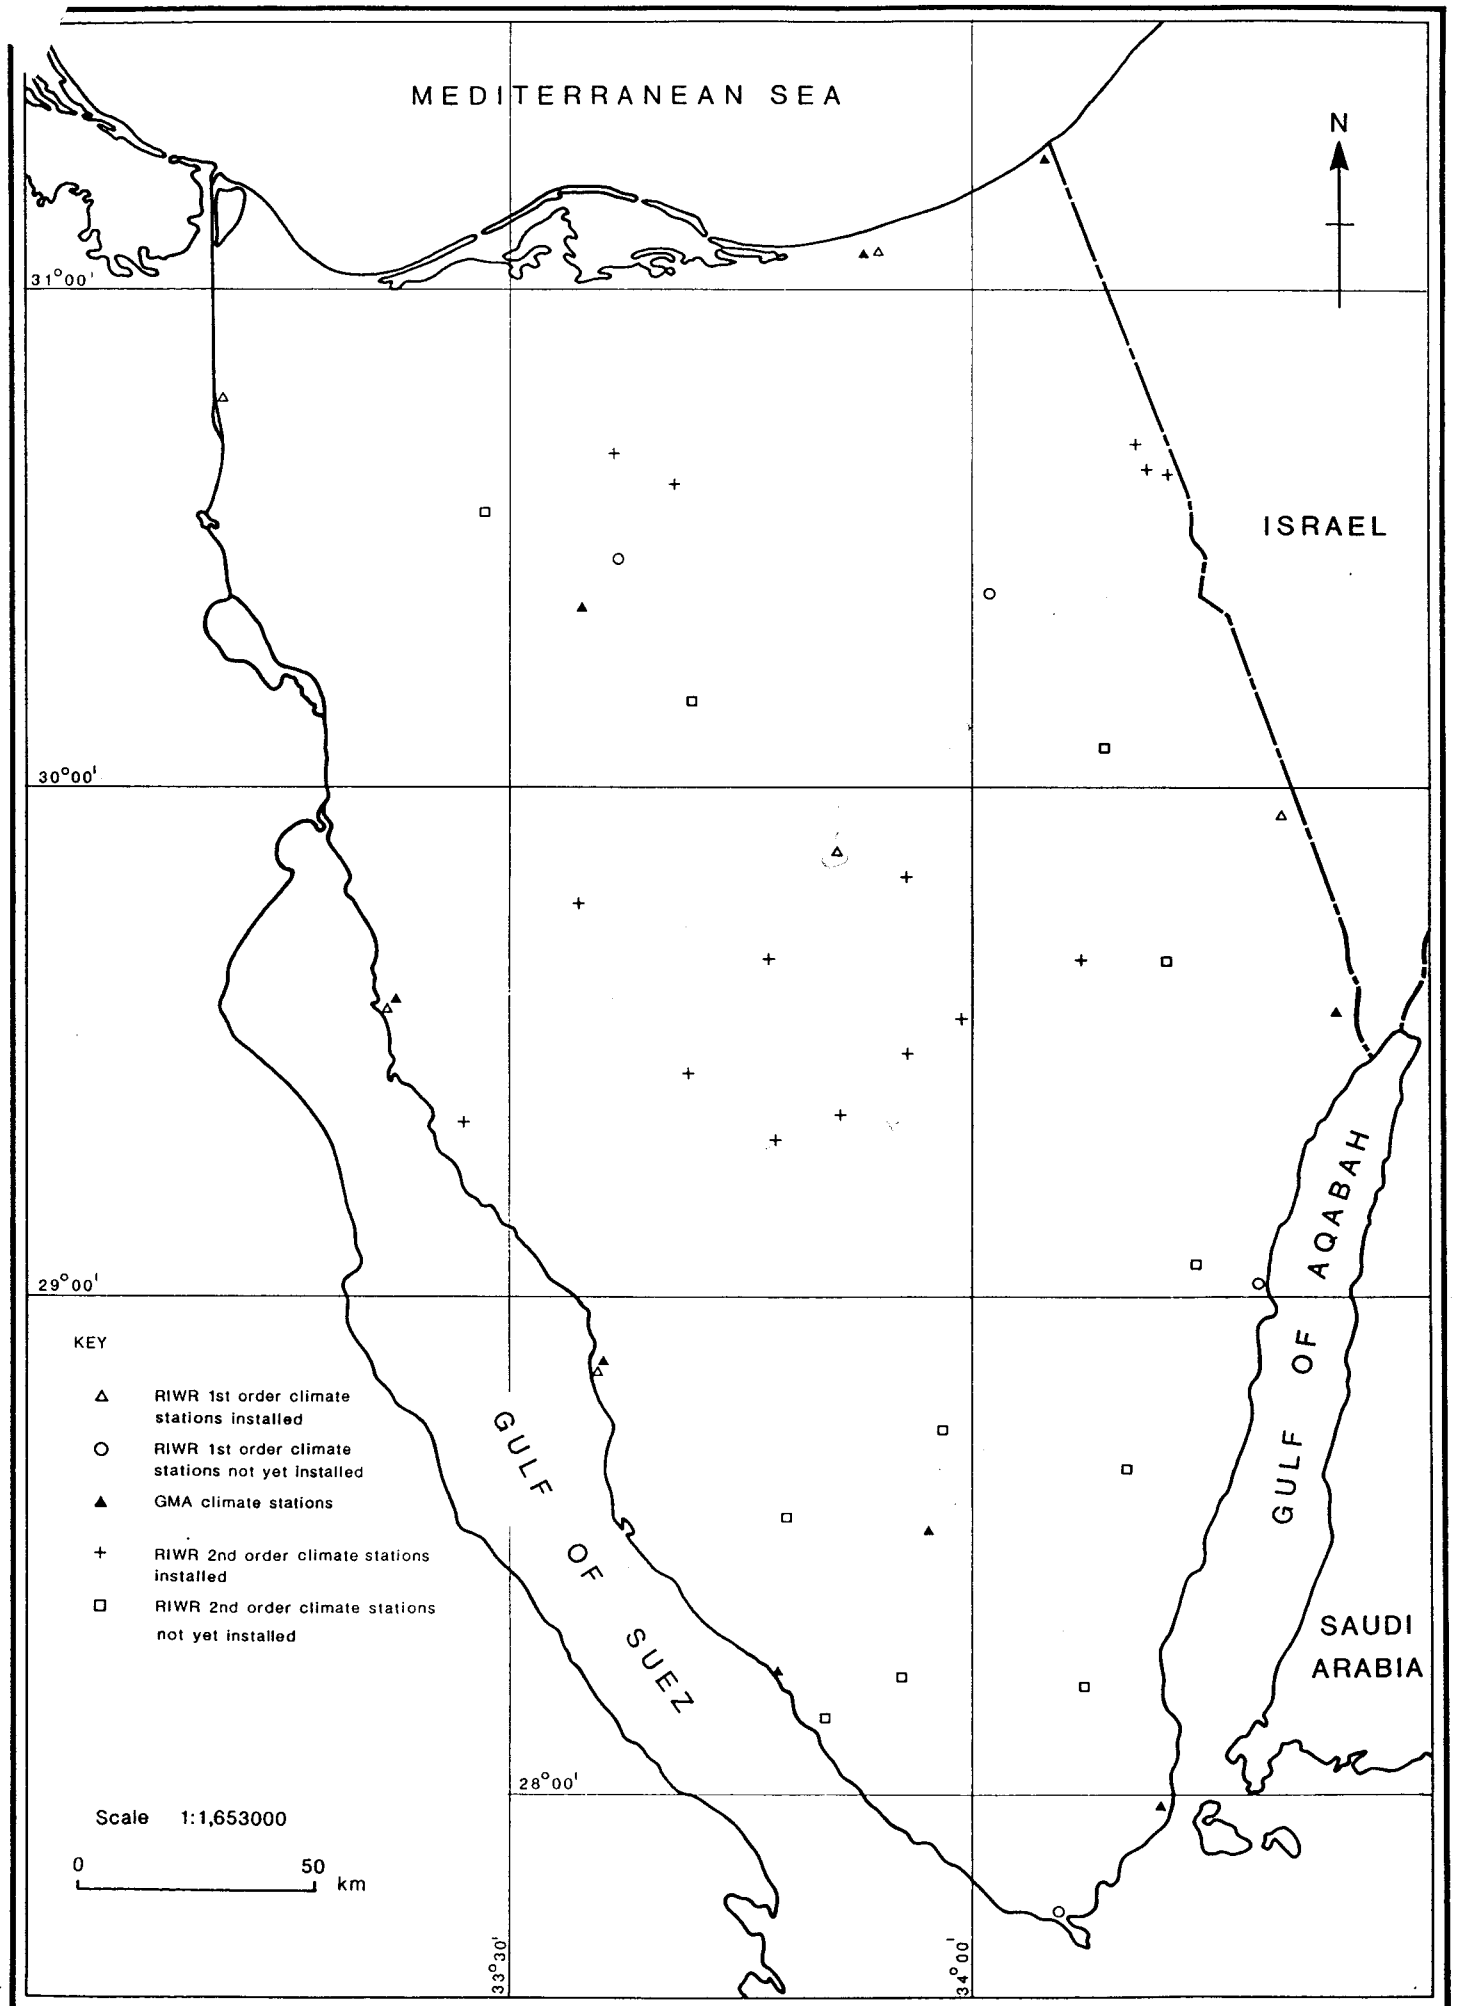 MEDITERRANEAN SEA
N
31°00'
ISRAEL
30°00'
29°00'
GULF OF AQABAH
KEY
RIWR 1st order climate
stations installed
RIWR 1st order climate
stations not yet installed
GMA climate stations
RIWR 2nd order climate stations
installed
RIWR 2nd order climate stations
not yet installed
GULF OF SUEZ
SAUDI
ARABIA
28°00'
Scale 1:1,653000
0 50 km
33°30'
34°00'